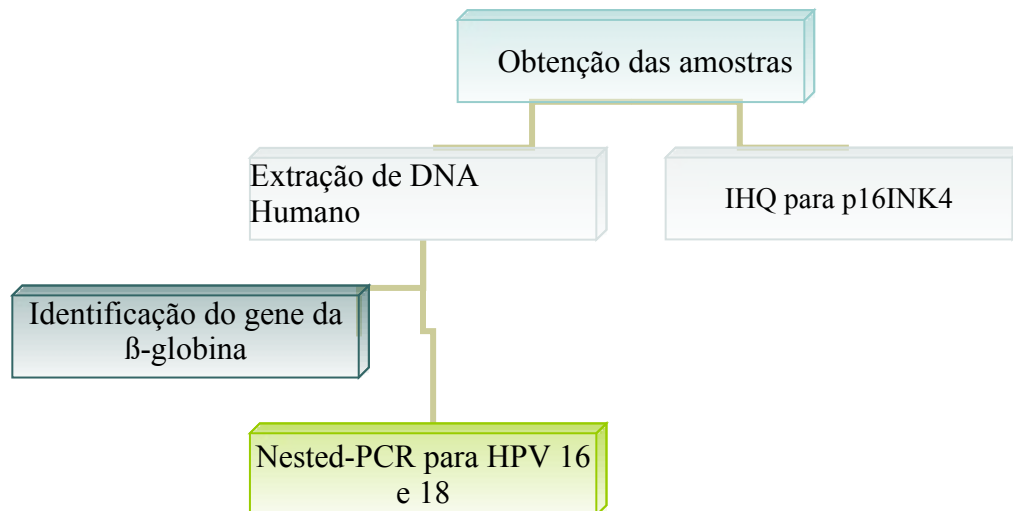 Obtenção das amostras
Extração de DNA
Humano
IHQ para p16INK4
Identificação do gene da
ß-globina
Nested-PCR para HPV 16
e 18